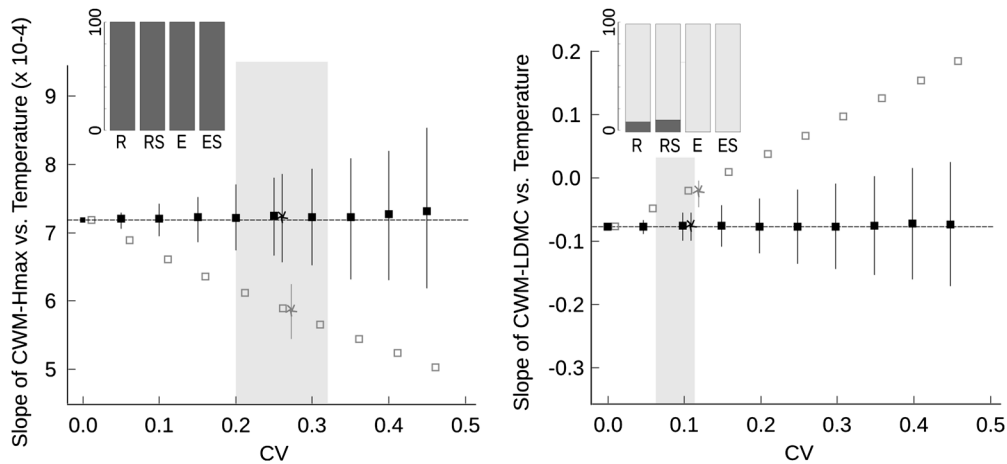 Slope of CWM-Hmax vs. Temperature (x 10-4)
100
0
R RS E ES
9
8
7
6
5
0.0 0.1 0.2 0.3 0.4 0.5
CV
Slope of CWM-LDMC vs. Temperature
100
0
R RS E ES
0.2
0.1
0.0
-0.1
-0.2
-0.3
0.0 0.1 0.2 0.3 0.4 0.5
CV